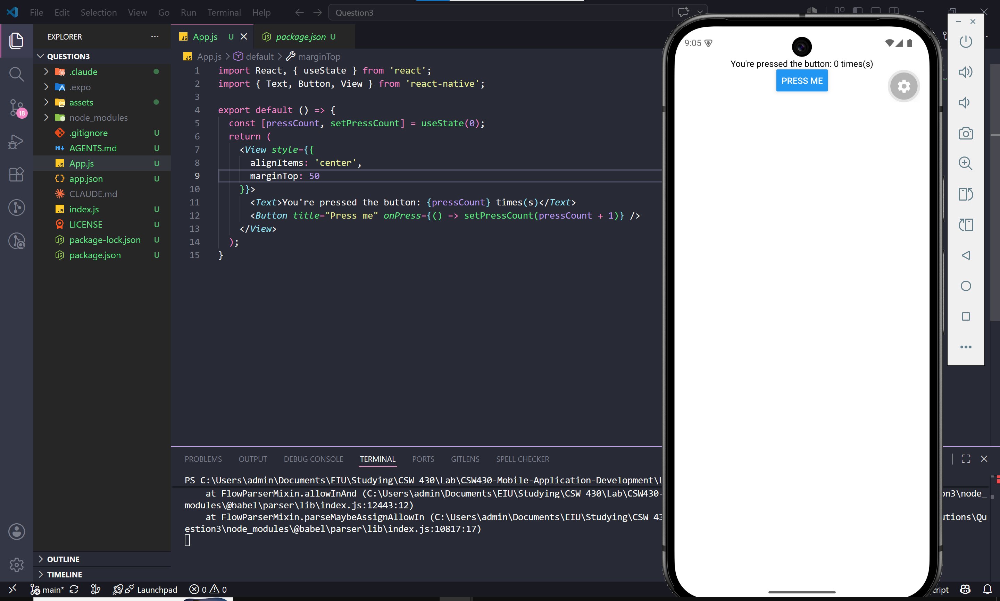 File Edit Selection View Go Run Terminal Help
Question3
EXPLORER
QUESTION3
.claude
.expo
assets
node_modules
.gitignore U
AGENTS.md U
App.js U
app.json U
CLAUDE.md
index.js U
LICENSE U
package-lock.json U
package.json U
OUTLINE
TIMELINE
18
App.js U
package.json U
App.js > default > marginTop
1 import React, { useState } from 'react';
2 import { Text, Button, View } from 'react-native';
3
4 export default () => {
5 const [pressCount, setPressCount] = useState(0);
6 return (
7 <View style={{
8 alignItems: 'center',
9 marginTop: 50
10 }}>
11 <Text>You're pressed the button: {pressCount} times(s)</Text>
12 <Button title="Press me" onPress={() => setPressCount(pressCount + 1)} />
13 </View>
14 );
15 }
PROBLEMS OUTPUT DEBUG CONSOLE TERMINAL PORTS GITLENS SPELL CHECKER
PS C:\Users\admin\Documents\EIU\Studying\CSW 430\Lab\CSW430-Mobile-Application-Development\L
at FlowParserMixin.allowInAnd (C:\Users\admin\Documents\EIU\Studying\CSW 430\Lab\CSW430- on3\node_
modules\@babel\parser\lib\index.js:12443:12)
at FlowParserMixin.parseMaybeAssignAllowIn (C:\Users\admin\Documents\EIU\Studying\CSW 43 utions\Qu
estion3\node_modules\@babel\parser\lib\index.js:10817:17)
main* Launchpad 0 0
cript
9:05
You're pressed the button: 0 times(s)
PRESS ME